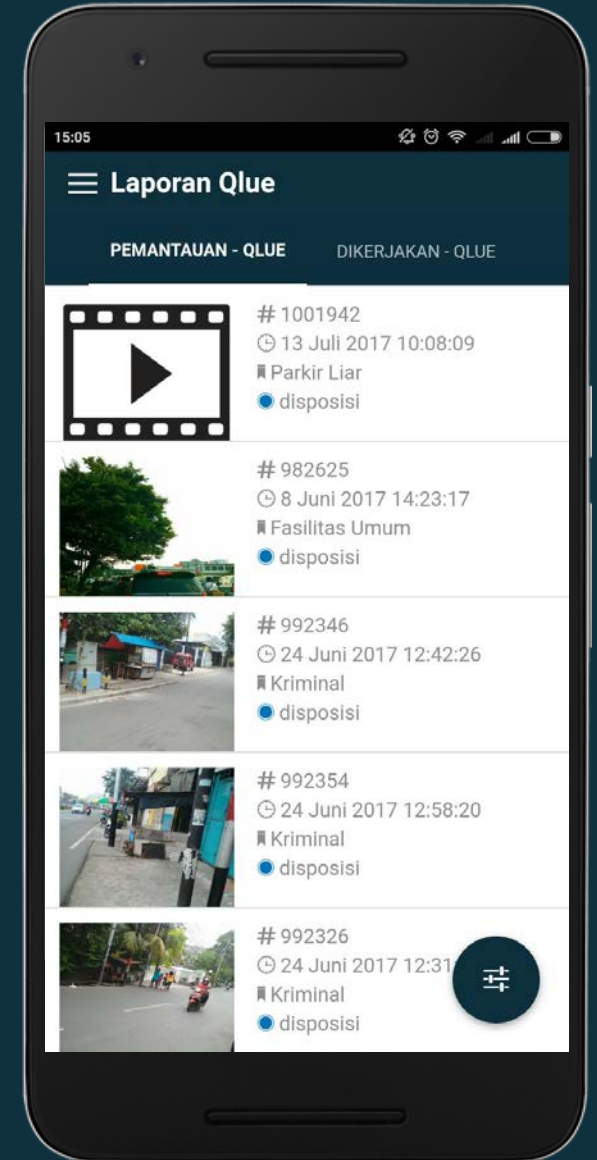 15:05
Laporan Qlue
PEMANTAUAN - QLUE
DIKERJAKAN - QLUE
# 1001942
13 Juli 2017 10:08:09
Parkir Liar
disposisi
# 982625
8 Juni 2017 14:23:17
Fasilitas Umum
disposisi
# 992346
24 Juni 2017 12:42:26
Kriminal
disposisi
# 992354
24 Juni 2017 12:58:20
Kriminal
disposisi
# 992326
24 Juni 2017 12:31
Kriminal
disposisi